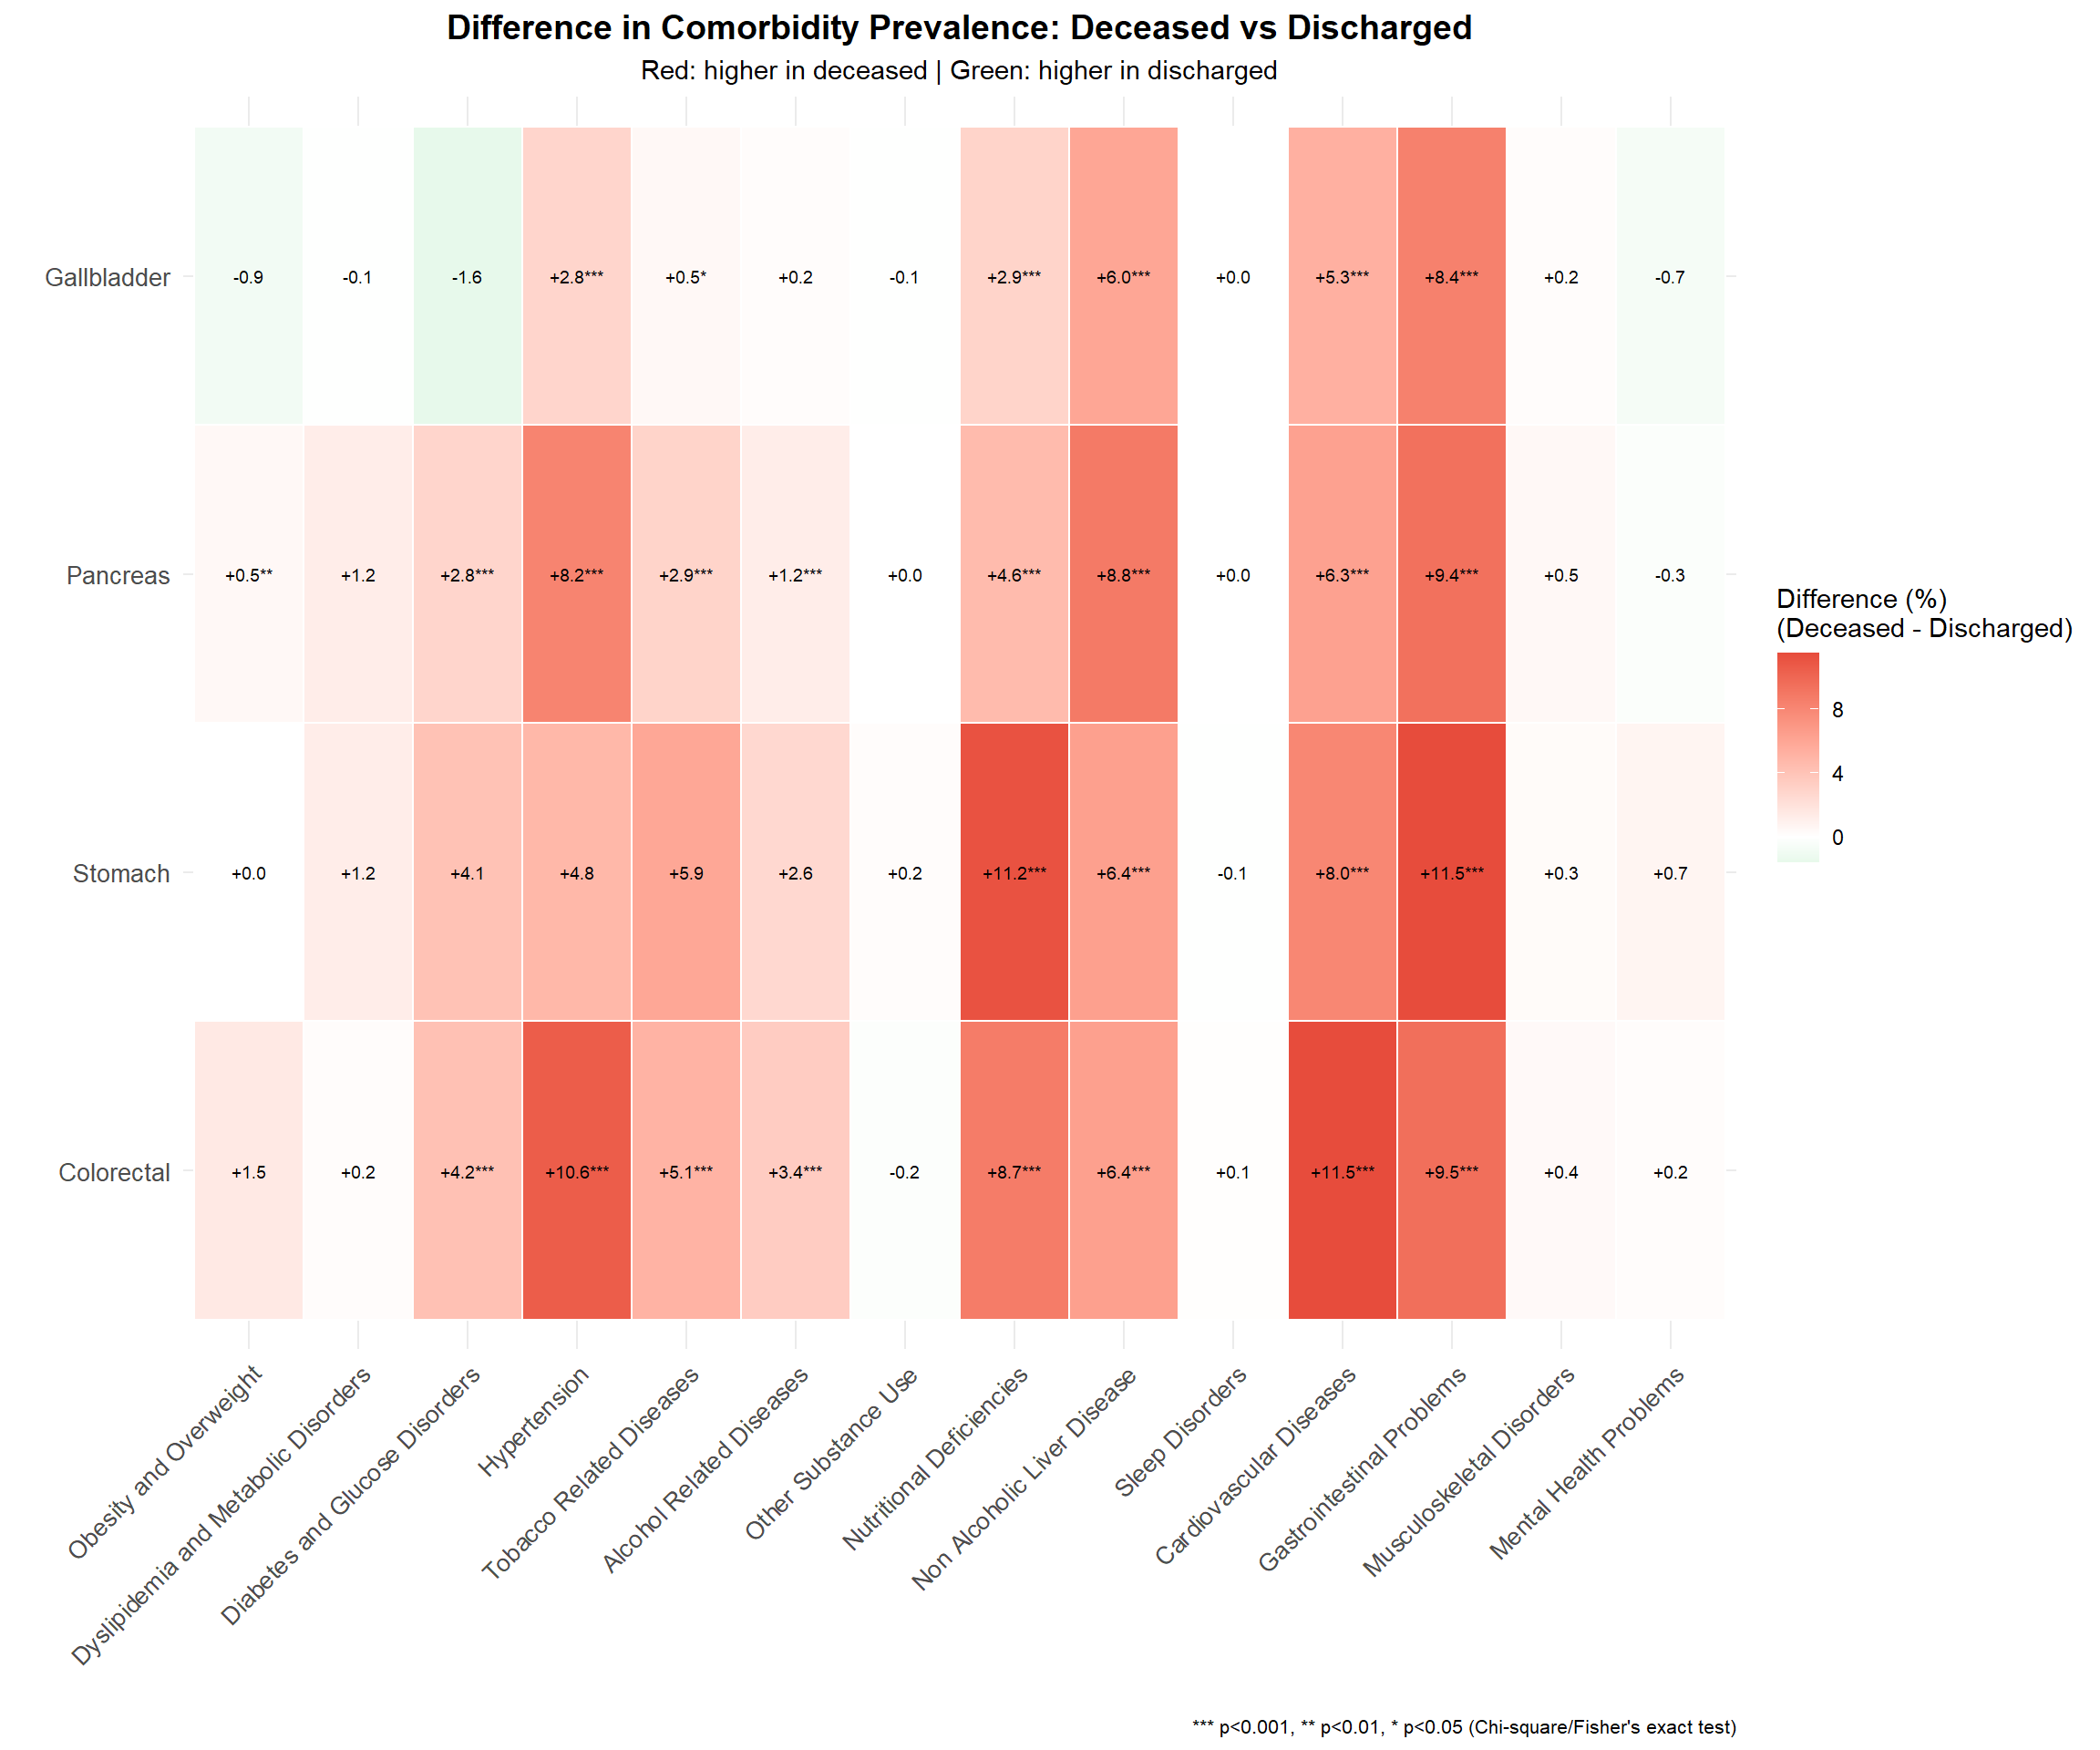 Difference in Comorbidity Prevalence: Deceased vs Discharged
Red: higher in deceased | Green: higher in discharged
Gallbladder
-0.9
-0.1
-1.6
+2.8***
+0.5*
+0.2
-0.1
+2.9***
+6.0***
+0.0
+5.3***
+8.4***
+0.2
-0.7
Pancreas
+0.5**
+1.2
+2.8***
+8.2***
+2.9***
+1.2***
+0.0
+4.6***
+8.8***
+0.0
+6.3***
+9.4***
+0.5
-0.3
Stomach
+0.0
+1.2
+4.1
+4.8
+5.9
+2.6
+0.2
+11.2***
+6.4***
-0.1
+8.0***
+11.5***
+0.3
+0.7
Colorectal
+1.5
+0.2
+4.2***
+10.6***
+5.1***
+3.4***
-0.2
+8.7***
+6.4***
+0.1
+11.5***
+9.5***
+0.4
+0.2
Obesity and Overweight
Dyslipidemia and Metabolic Disorders
Diabetes and Glucose Disorders
Hypertension
Tobacco Related Diseases
Alcohol Related Diseases
Other Substance Use
Nutritional Deficiencies
Non Alcoholic Liver Disease
Sleep Disorders
Cardiovascular Diseases
Gastrointestinal Problems
Musculoskeletal Disorders
Mental Health Problems
Difference (%)
(Deceased - Discharged)
8
4
0
*** p<0.001, ** p<0.01, * p<0.05 (Chi-square/Fisher's exact test)